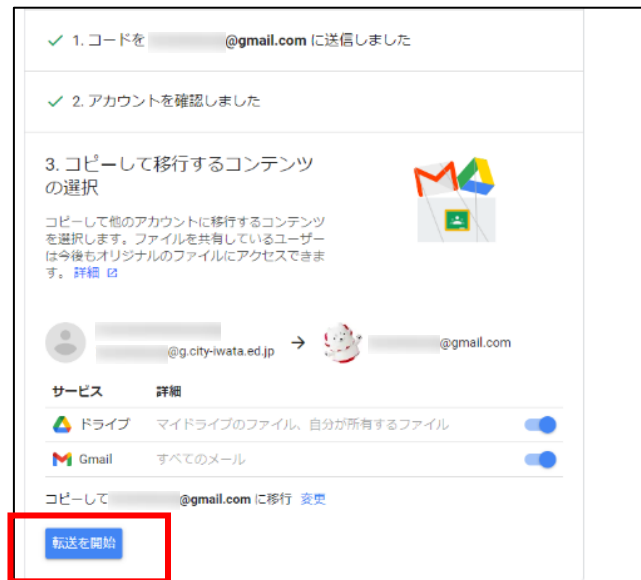 1. コードを @gmail.com に送信しました
2. アカウントを確認しました
3. コピーして移行するコンテンツ
の選択
コピーして他のアカウントに移行するコンテンツ
を選択します。ファイルを共有しているユーザー
は今後もオリジナルのファイルにアクセスできま
す。 詳細
@g.city-iwata.ed.jp → @gmail.com
サービス 詳細
ドライブ マイドライブのファイル、自分が所有するファイル
Gmail すべてのメール
コピーして @gmail.com に移行 変更
転送を開始